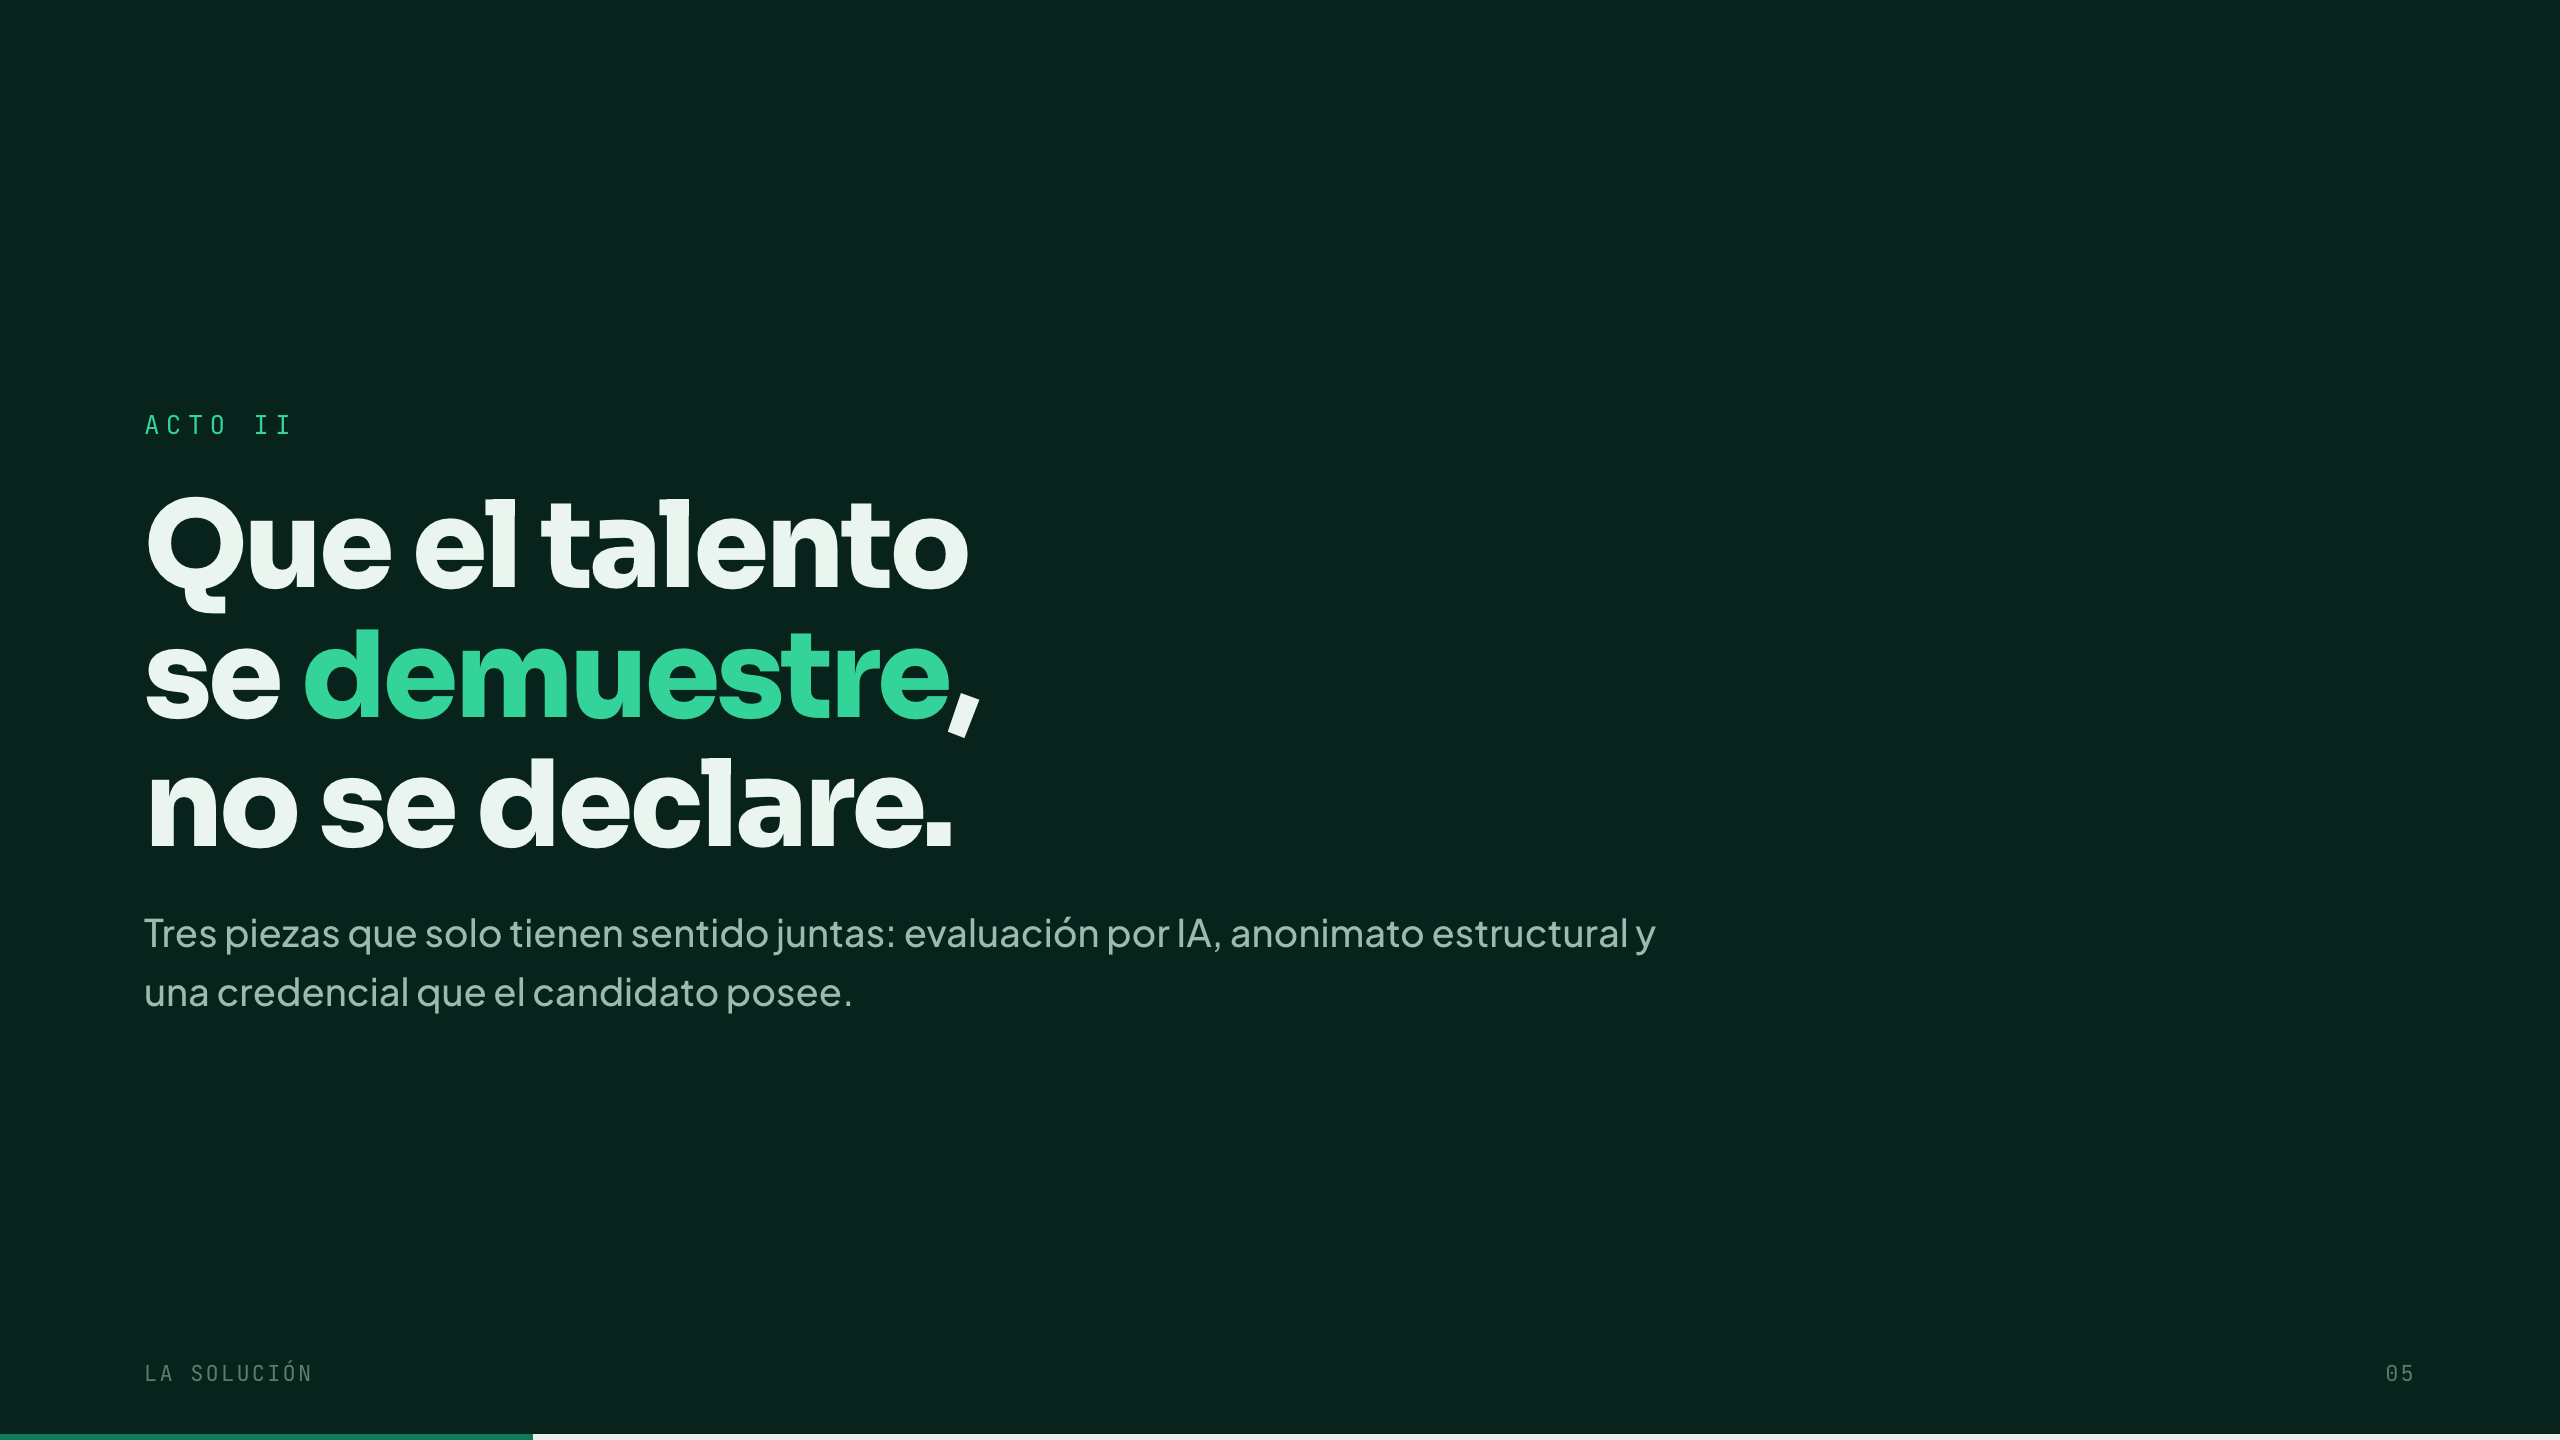 ACTO II
Que el talento
se demuestre,
no se declare.
Tres piezas que solo tienen sentido juntas: evaluación por IA, anonimato estructural y
una credencial que el candidato posee.
LA SOLUCIÓN
05